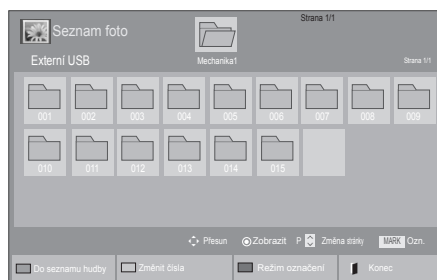 Strana 1/1
Seznam foto
Externí USB
Mechanika1
Strana 1/1
001 002 003 004 005 006 007 008 009
010 011 012 013 014 015
Přesun Zobrazit P Změna stránky MARK Ozn.
Do seznamu hudby Změnit čísla Režim označení Konec